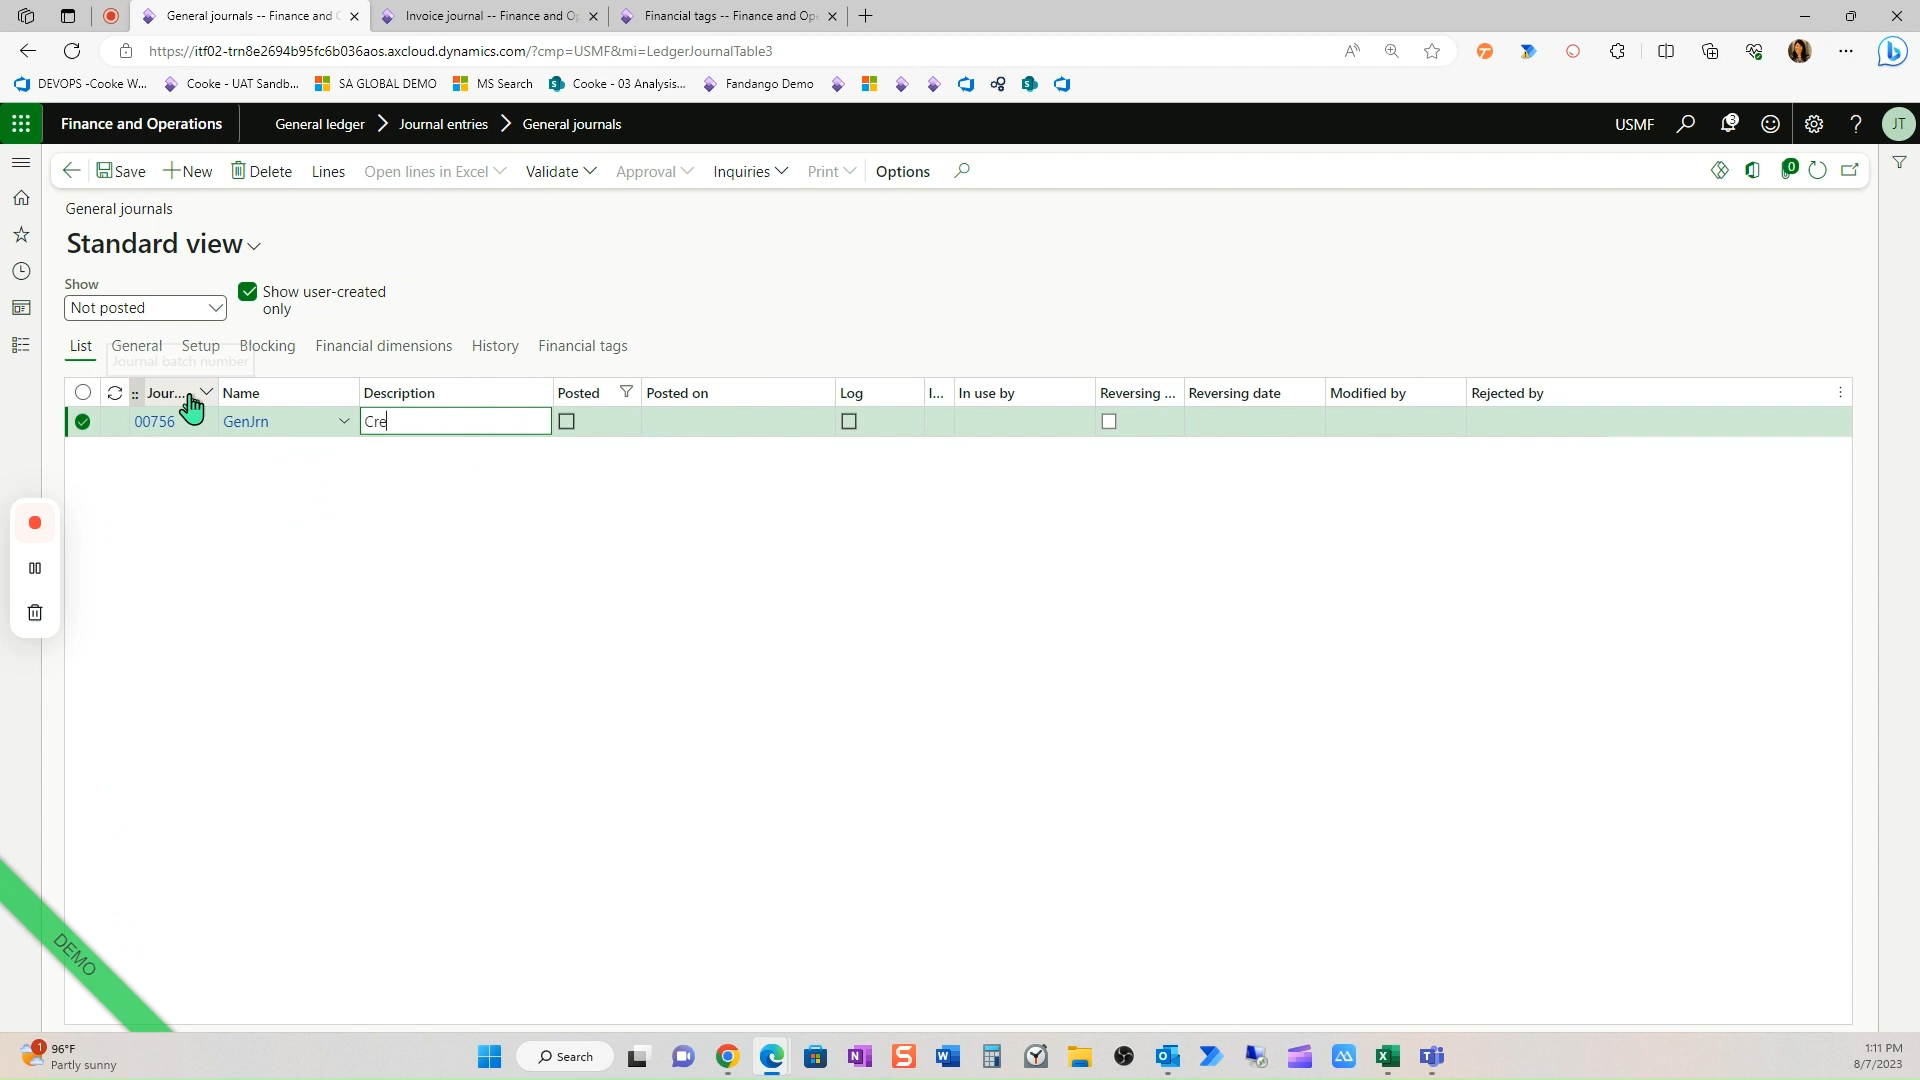 General journals -- Finance and O
Invoice journal -- Finance and Op
Financial tags -- Finance and Ope
https://itf02-trn8e2694b95fc6b036aos.axcloud.dynamics.com/?cmp=USMF&mi=LedgerJournalTable3
DEVOPS -Cooke W...
Cooke - UAT Sandb...
SA GLOBAL DEMO
MS Search
Cooke - 03 Analysis...
Fandango Demo
Finance and Operations
General ledger
Journal entries
General journals
USMF
3
JT
Save
New
Delete
Lines
Open lines in Excel
Validate
Approval
Inquiries
Print
Options
0
General journals
Standard view
Show
Not posted
Show user-created
only
List
General
Setup
Blocking
Financial dimensions
History
Financial tags
Journal batch number
Jour...
Name
Description
Posted
Posted on
Log
I...
In use by
Reversing ...
Reversing date
Modified by
Rejected by
00756
GenJrn
Cre
DEMO
1
96°F
Partly sunny
Search
1:11 PM
8/7/2023